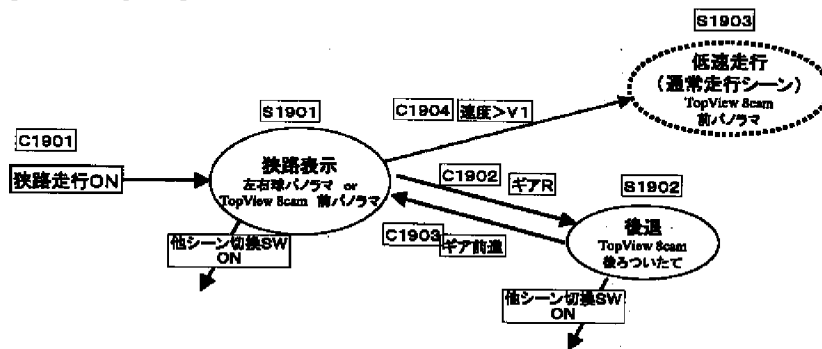 S1903
低速走行
(通常走行シーン)
TopView 8cam
前パノラマ
C1904 速度>V1
S1901
C1901
狭路走行ON
狭路表示
左右球パノラマ or
TopView 8cam 前パノラマ
C1902 ギアR
S1902
C1903 ギア前進
後退
TopView 8cam
後ろついたて
他シーン切換SW
ON
他シーン切換SW
ON